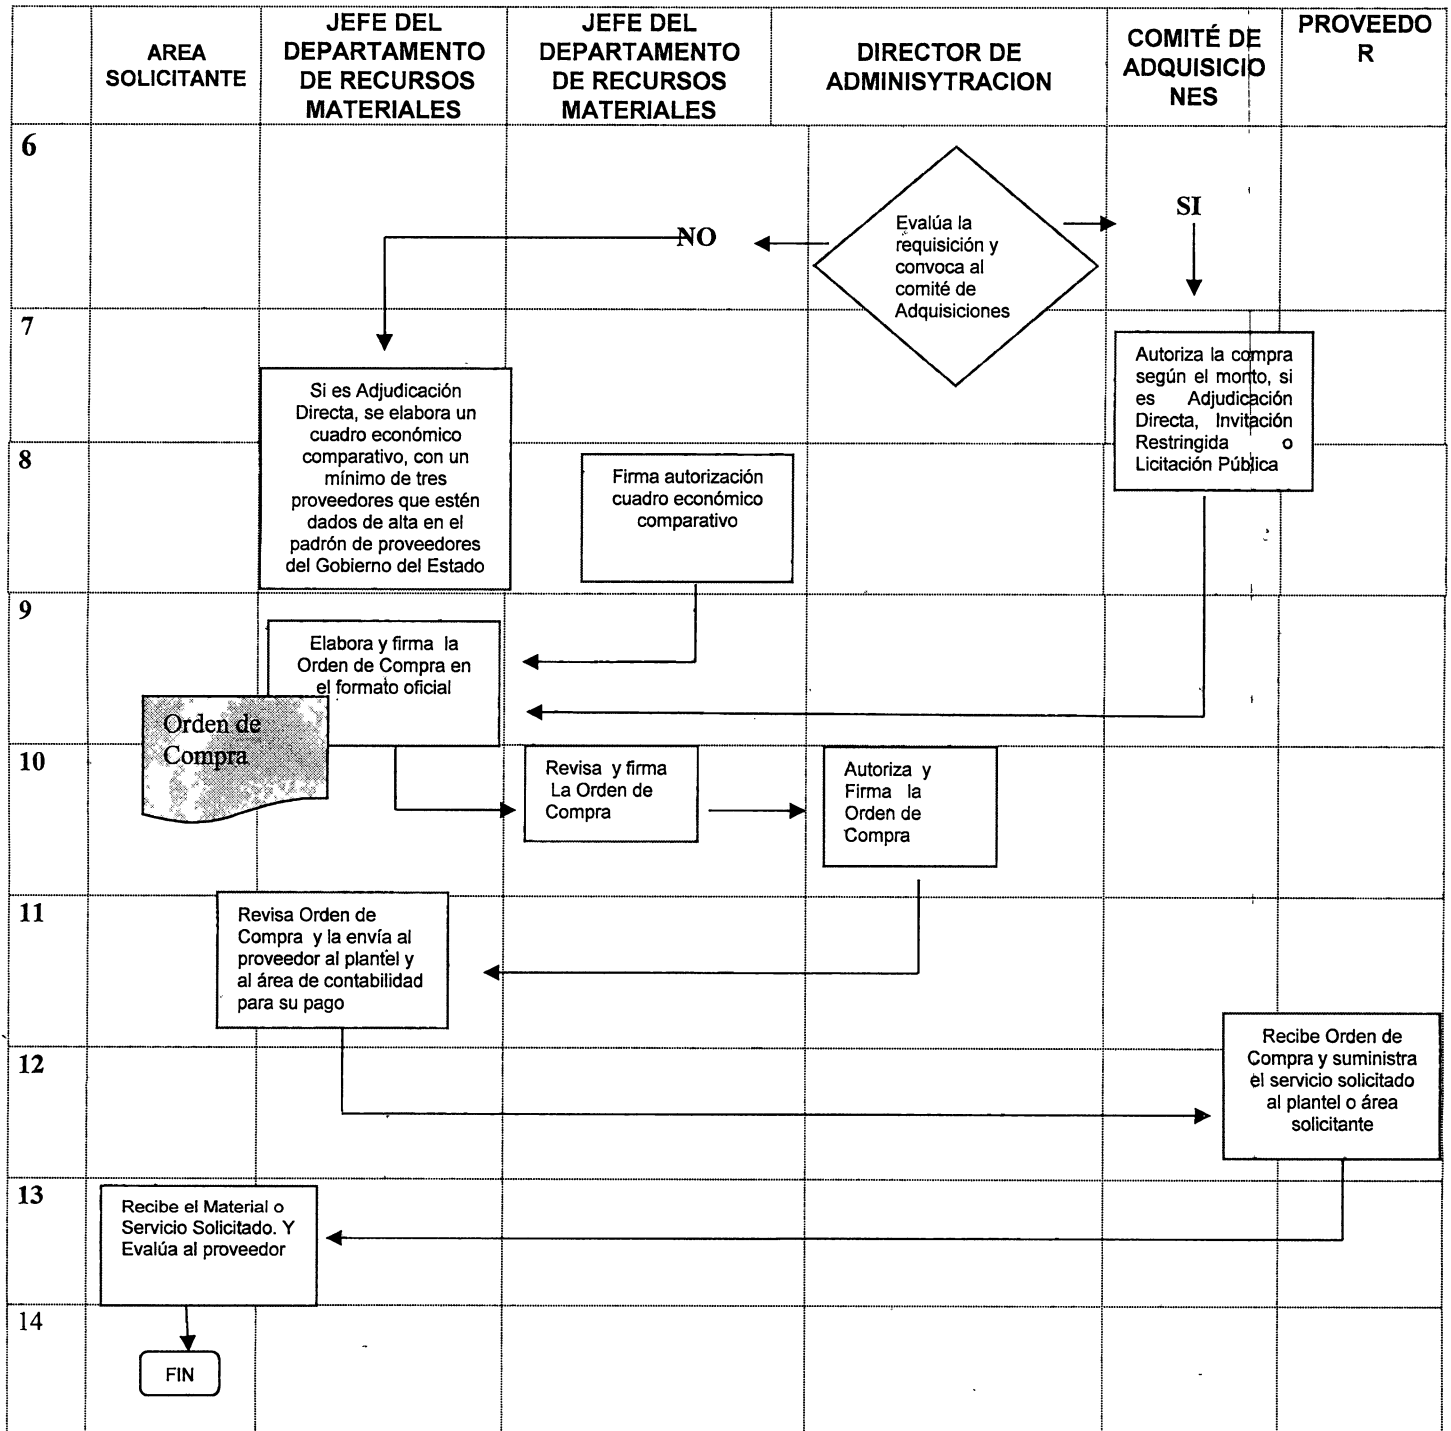 AREA
SOLICITANTE
JEFE DEL
DEPARTAMENTO
DE RECURSOS
MATERIALES
JEFE DEL
DEPARTAMENTO
DE RECURSOS
MATERIALES
DIRECTOR DE
ADMINISYTRACION
COMITÉ DE
ADQUISICIO
NES
PROVEEDO
R
6
Evalúa la
requisición y
convoca al
comité de
Adquisiciones
NO
SI
7
Si es Adjudicación
Directa, se elabora un
cuadro económico
comparativo, con un
mínimo de tres
proveedores que estén
dados de alta en el
padrón de proveedores
del Gobierno del Estado
Autoriza la compra
según el monto, si
es Adjudicación
Directa, Invitación
Restringida o
Licitación Pública
8
Firma autorización
cuadro económico
comparativo
9
Elabora y firma la
Orden de Compra en
el formato oficial
Orden de
Compra
10
Revisa y firma
La Orden de
Compra
Autoriza y
Firma la
Orden de
Compra
11
Revisa Orden de
Compra y la envía al
proveedor al plantel y
al área de contabilidad
para su pago
12
Recibe Orden de
Compra y suministra
el servicio solicitado
al plantel o área
solicitante
13
Recibe el Material o
Servicio Solicitado. Y
Evalúa al proveedor
14
FIN